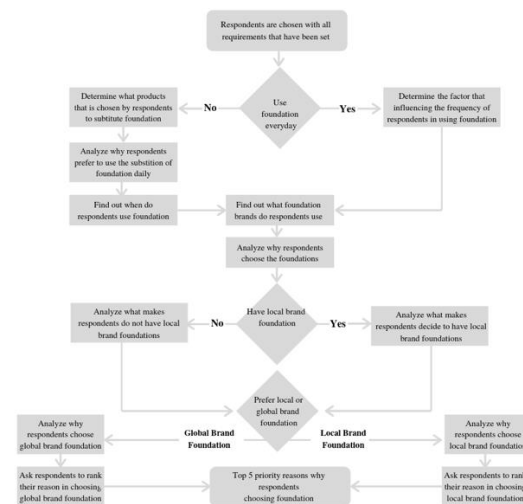 Respondents are chosen with all
requirements that have been set
Use
foundation
everyday
No
Yes
Determine what products
that is chosen by respondents
to subtitute foundation
Determine the factor that
influencing the frequency of
respondents in using foundation
Analyze why respondents
prefer to use the substition of
foundation daily
Find out when do
respondents use foundation
Find out what foundation
brands do respondents use
Analyze why respondents
choose the foundations
Have local brand
foundation
No
Yes
Analyze what makes
respondents do not have local
brand foundations
Analyze what makes
respondents decide to have local
brand foundations
Prefer local or
global brand
foundation
Global Brand
Foundation
Local Brand
Foundation
Analyze why
respondents choose
global brand foundation
Analyze why
respondents choose
local brand foundation
Ask respondents to rank
their reason in choosing
global brand foundation
Top 5 priority reasons why
respondents
choosing foundation
Ask respondents to rank
their reason in choosing
local brand foundation